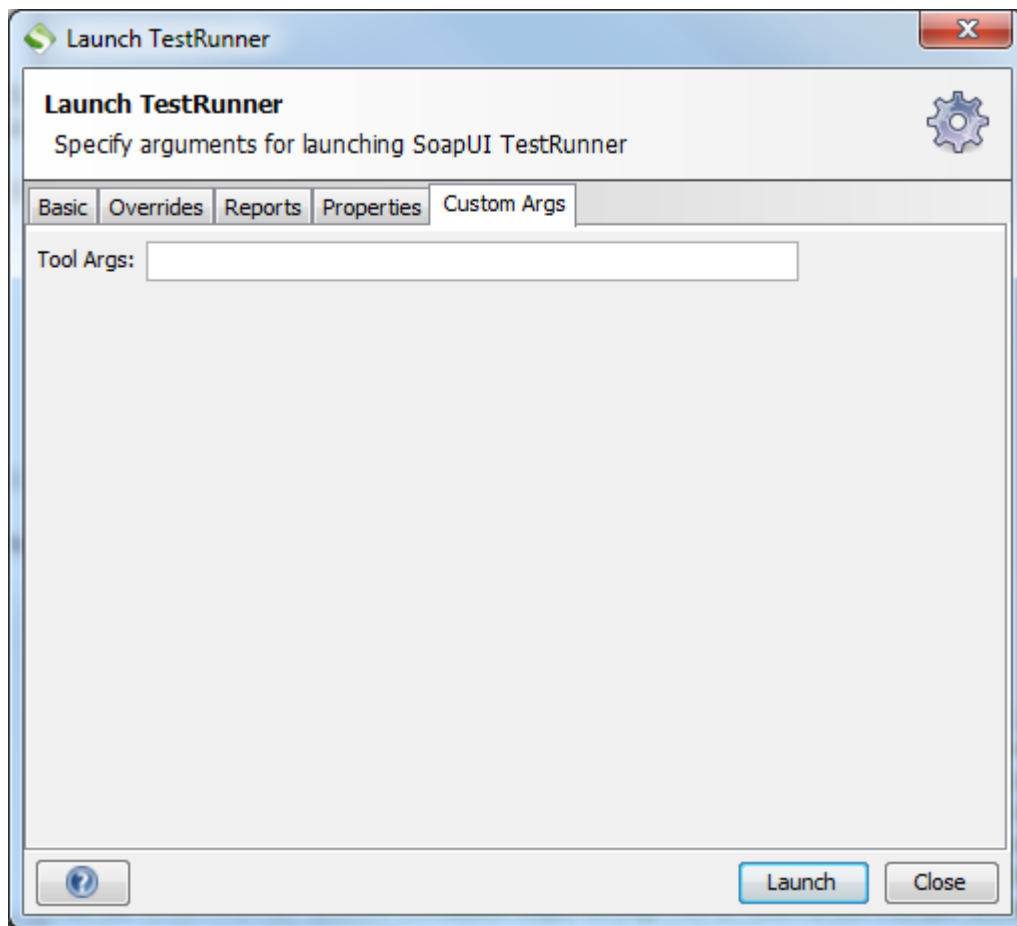 Launch TestRunner
Launch TestRunner
Specify arguments for launching SoapUI TestRunner
Basic Overrides Reports Properties Custom Args
Tool Args:
Launch Close